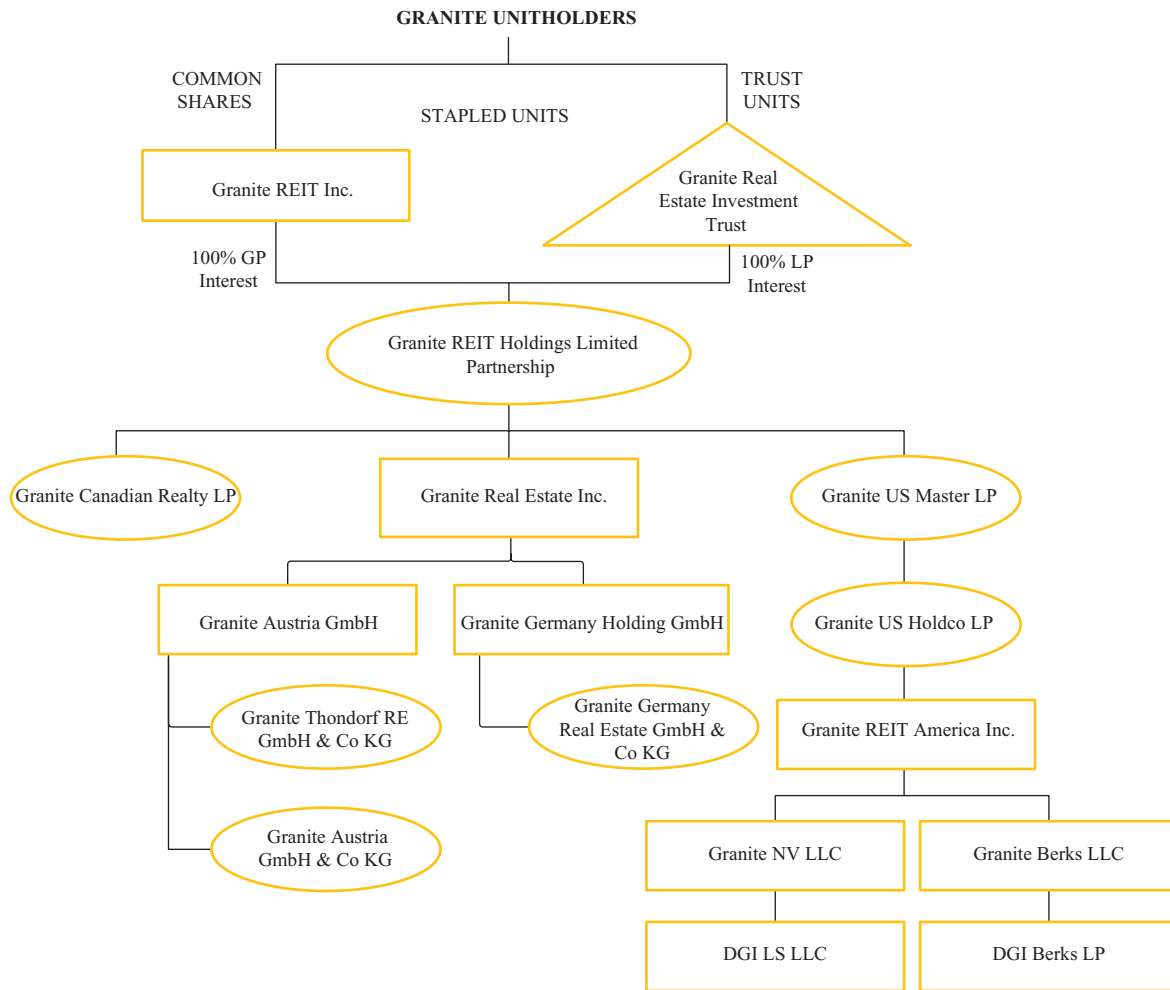 GRANITE UNITHOLDERS
COMMON
SHARES
STAPLED UNITS
TRUST
UNITS
Granite REIT Inc.
Granite Real
Estate Investment
Trust
100% GP
Interest
100% LP
Interest
Granite REIT Holdings Limited
Partnership
Granite Canadian Realty LP
Granite Real Estate Inc.
Granite US Master LP
Granite Austria GmbH
Granite Germany Holding GmbH
Granite US Holdco LP
Granite Thondorf RE
GmbH & Co KG
Granite Germany
Real Estate GmbH &
Co KG
Granite REIT America Inc.
Granite Austria
GmbH & Co KG
Granite NV LLC
Granite Berks LLC
DGI LS LLC
DGI Berks LP